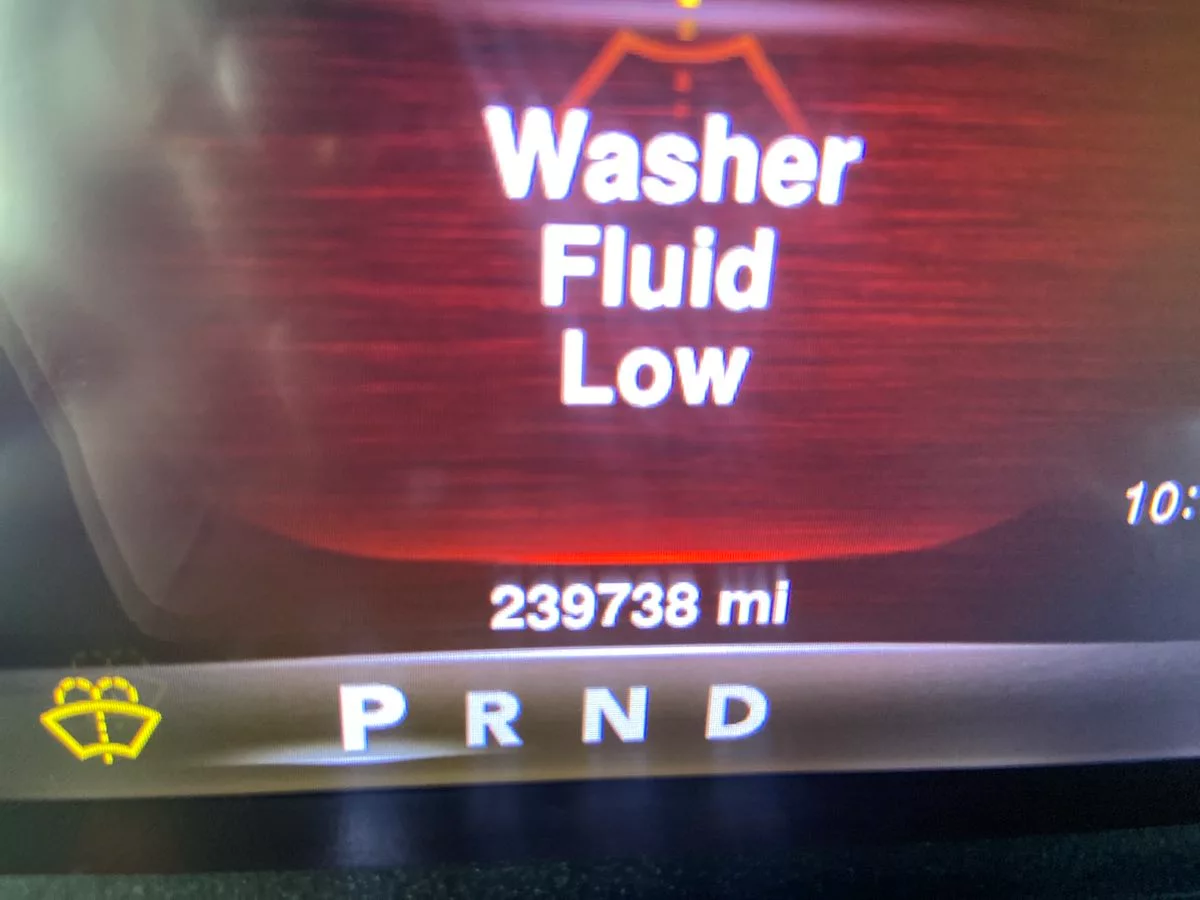 Washer
Fluid
Low
10:
239738 mi
P R N D